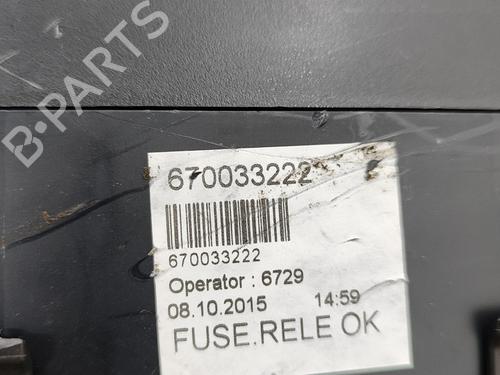 B-PARTS
670033222
670033222
Operator : 6729
08.10.2015 14:59
FUSE.RELE OK